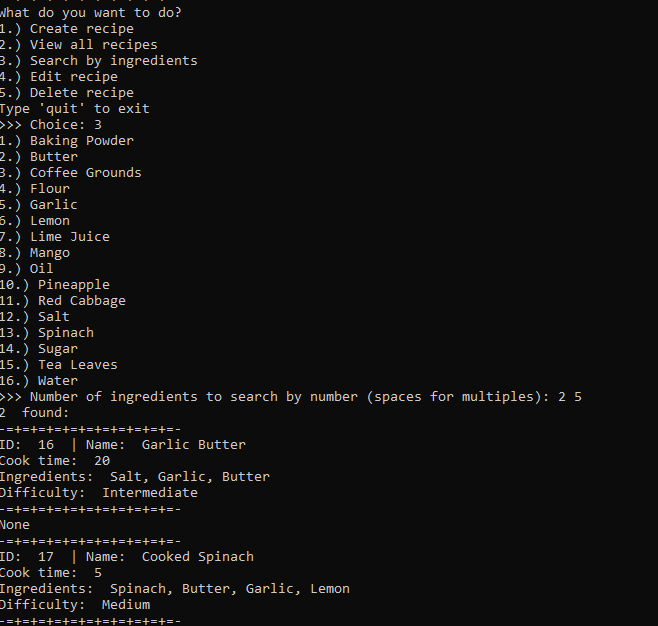 What do you want to do?
1.) Create recipe
2.) View all recipes
3.) Search by ingredients
4.) Edit recipe
5.) Delete recipe
Type 'quit' to exit
>>> Choice: 3
1.) Baking Powder
2.) Butter
3.) Coffee Grounds
4.) Flour
5.) Garlic
6.) Lemon
7.) Lime Juice
8.) Mango
9.) Oil
10.) Pineapple
11.) Red Cabbage
12.) Salt
13.) Spinach
14.) Sugar
15.) Tea Leaves
16.) Water
>>> Number of ingredients to search by number (spaces for multiples): 2 5
2  found:
-=+=+=+=+=+=+=+=+=+=+=-
ID:  16  | Name:  Garlic Butter
Cook time:  20
Ingredients:  Salt, Garlic, Butter
Difficulty:  Intermediate
-=+=+=+=+=+=+=+=+=+=+=-
None
-=+=+=+=+=+=+=+=+=+=+=-
ID:  17  | Name:  Cooked Spinach
Cook time:  5
Ingredients:  Spinach, Butter, Garlic, Lemon
Difficulty:  Medium
-=+=+=+=+=+=+=+=+=+=+=-